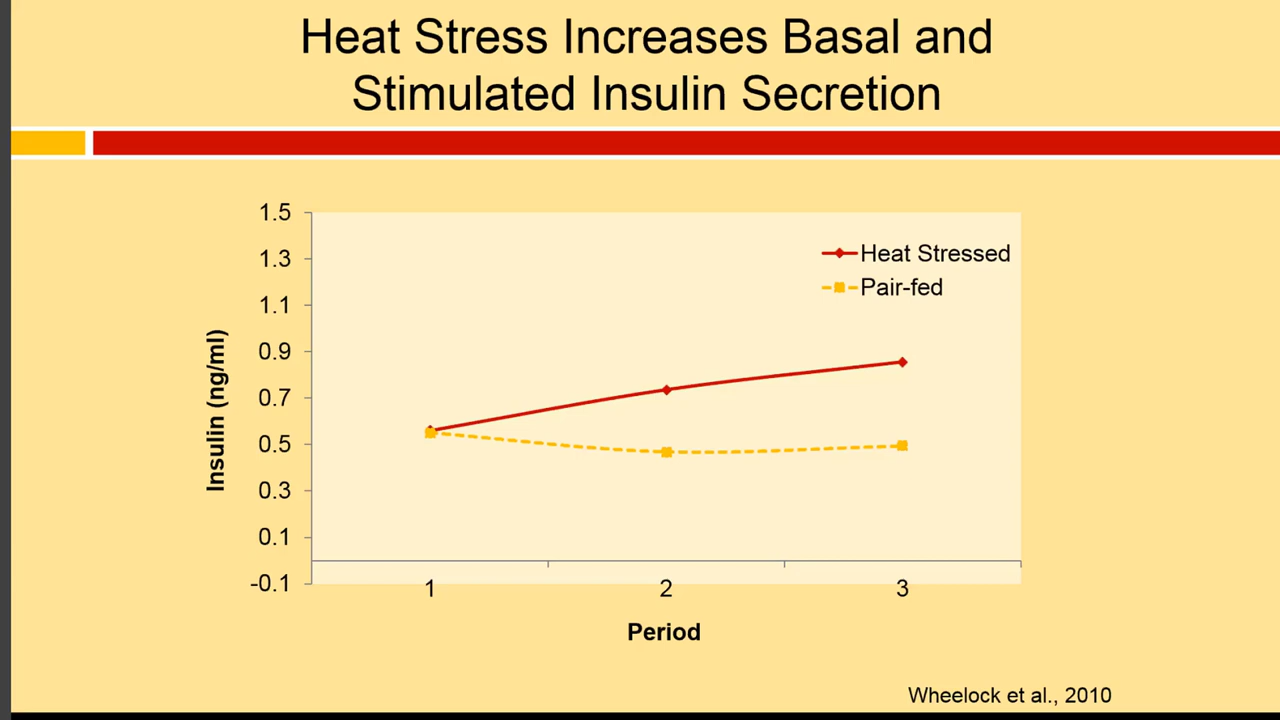 Heat Stress Increases Basal and
Stimulated Insulin Secretion
1.5
1.3
1.1
0.9
0.7
0.5
0.3
0.1
-0.1
Insulin (ng/ml)
Heat Stressed
Pair-fed
1 2 3
Period
Wheelock et al., 2010